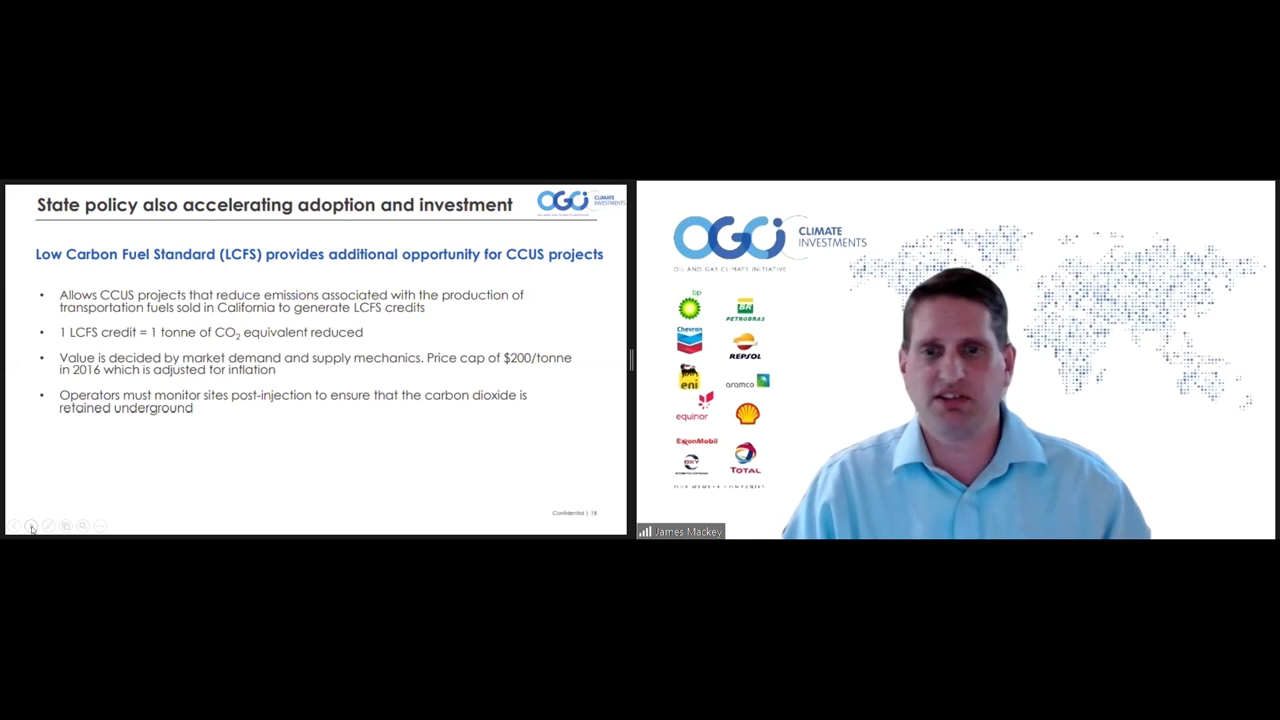 State policy also accelerating adoption and investment
OGCI
CLIMATE
INVESTMENTS
Low Carbon Fuel Standard (LCFS) provides additional opportunity for CCUS projects
• Allows CCUS projects that reduce emissions associated with the production of
transportation fuels sold in California to generate LCFS credits
1 LCFS credit = 1 tonne of CO2 equivalent reduced
• Value is decided by market demand and supply mechanics. Price cap of $200/tonne
in 2016 which is adjusted for inflation
• Operators must monitor sites post-injection to ensure that the carbon dioxide is
retained underground
Confidential | 18
OGCI
CLIMATE
INVESTMENTS
OIL AND GAS CLIMATE INITIATIVE
bp
BR
PETROBRAS
Chevron
REPSOL
eni
aramco
equinor
ExxonMobil
OXY
TOTAL
OUR MEMBER COMPANIES
James Mackey